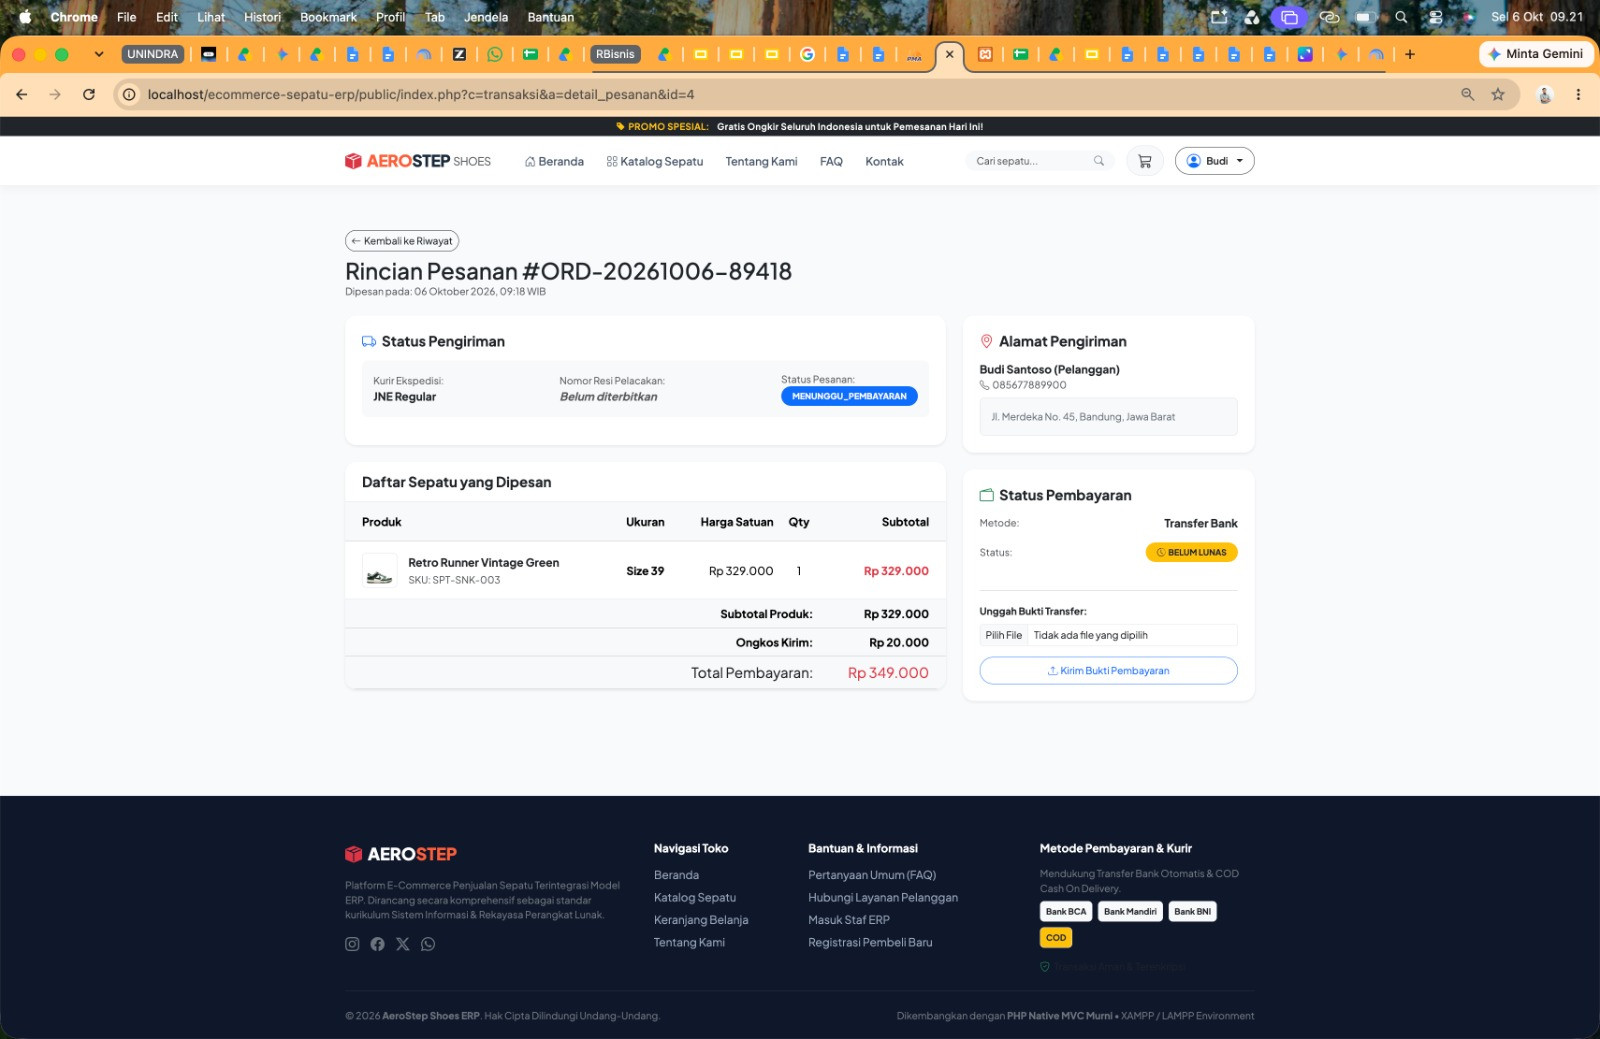 Chrome File Edit Lihat Histori Bookmark Profil Tab Jendela Bantuan Sel 6 Okt 09.21
UNINDRA RBisnis Minta Gemini
localhost/ecommerce-sepatu-erp/public/index.php?c=transaksi&a=detail_pesanan&id=4
PROMO SPESIAL: Gratis Ongkir Seluruh Indonesia untuk Pemesanan Hari Ini!
AEROSTEP SHOES Beranda Katalog Sepatu Tentang Kami FAQ Kontak Cari sepatu... Budi
← Kembali ke Riwayat
Rincian Pesanan #ORD-20261006-89418
Dipesan pada: 06 Oktober 2026, 09:18 WIB
Status Pengiriman
Kurir Ekspedisi: Nomor Resi Pelacakan: Status Pesanan:
JNE Regular Belum diterbitkan MENUNGGU_PEMBAYARAN
Daftar Sepatu yang Dipesan
Produk Ukuran Harga Satuan Qty Subtotal
Retro Runner Vintage Green
SKU: SPT-SNK-003
Size 39 Rp 329.000 1 Rp 329.000
Subtotal Produk: Rp 329.000
Ongkos Kirim: Rp 20.000
Total Pembayaran: Rp 349.000
Alamat Pengiriman
Budi Santoso (Pelanggan)
085677889900
Jl. Merdeka No. 45, Bandung, Jawa Barat
Status Pembayaran
Metode: Transfer Bank
Status: BELUM LUNAS
Unggah Bukti Transfer:
Pilih File Tidak ada file yang dipilih
Kirim Bukti Pembayaran
AEROSTEP
Platform E-Commerce Penjualan Sepatu Terintegrasi Model
ERP. Dirancang secara komprehensif sebagai standar
kurikulum Sistem Informasi & Rekayasa Perangkat Lunak.
Navigasi Toko
Beranda
Katalog Sepatu
Keranjang Belanja
Tentang Kami
Bantuan & Informasi
Pertanyaan Umum (FAQ)
Hubungi Layanan Pelanggan
Masuk Staf ERP
Registrasi Pembeli Baru
Metode Pembayaran & Kurir
Mendukung Transfer Bank Otomatis & COD
Cash On Delivery.
Bank BCA Bank Mandiri Bank BNI
COD
© 2026 AeroStep Shoes ERP. Hak Cipta Dilindungi Undang-Undang.
Dikembangkan dengan PHP Native MVC Murni • XAMPP / LAMPP Environment